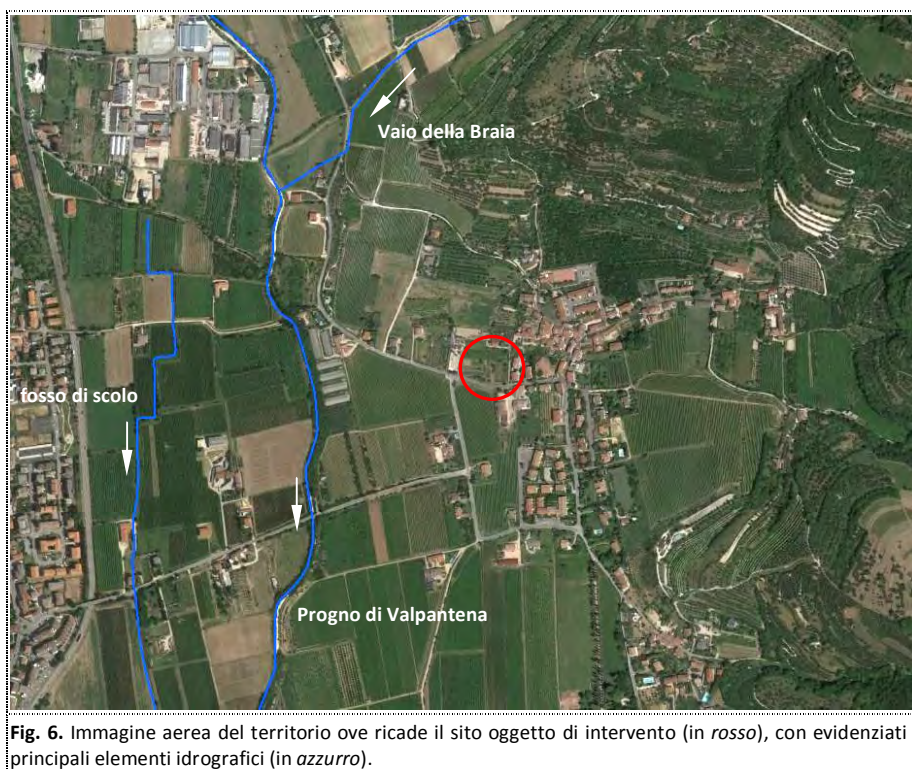 Vaio della Braia
fosso di scolo
Progno di Valpantena
Fig. 6. Immagine aerea del territorio ove ricade il sito oggetto di intervento (in rosso), con evidenziati
principali elementi idrografici (in azzurro).